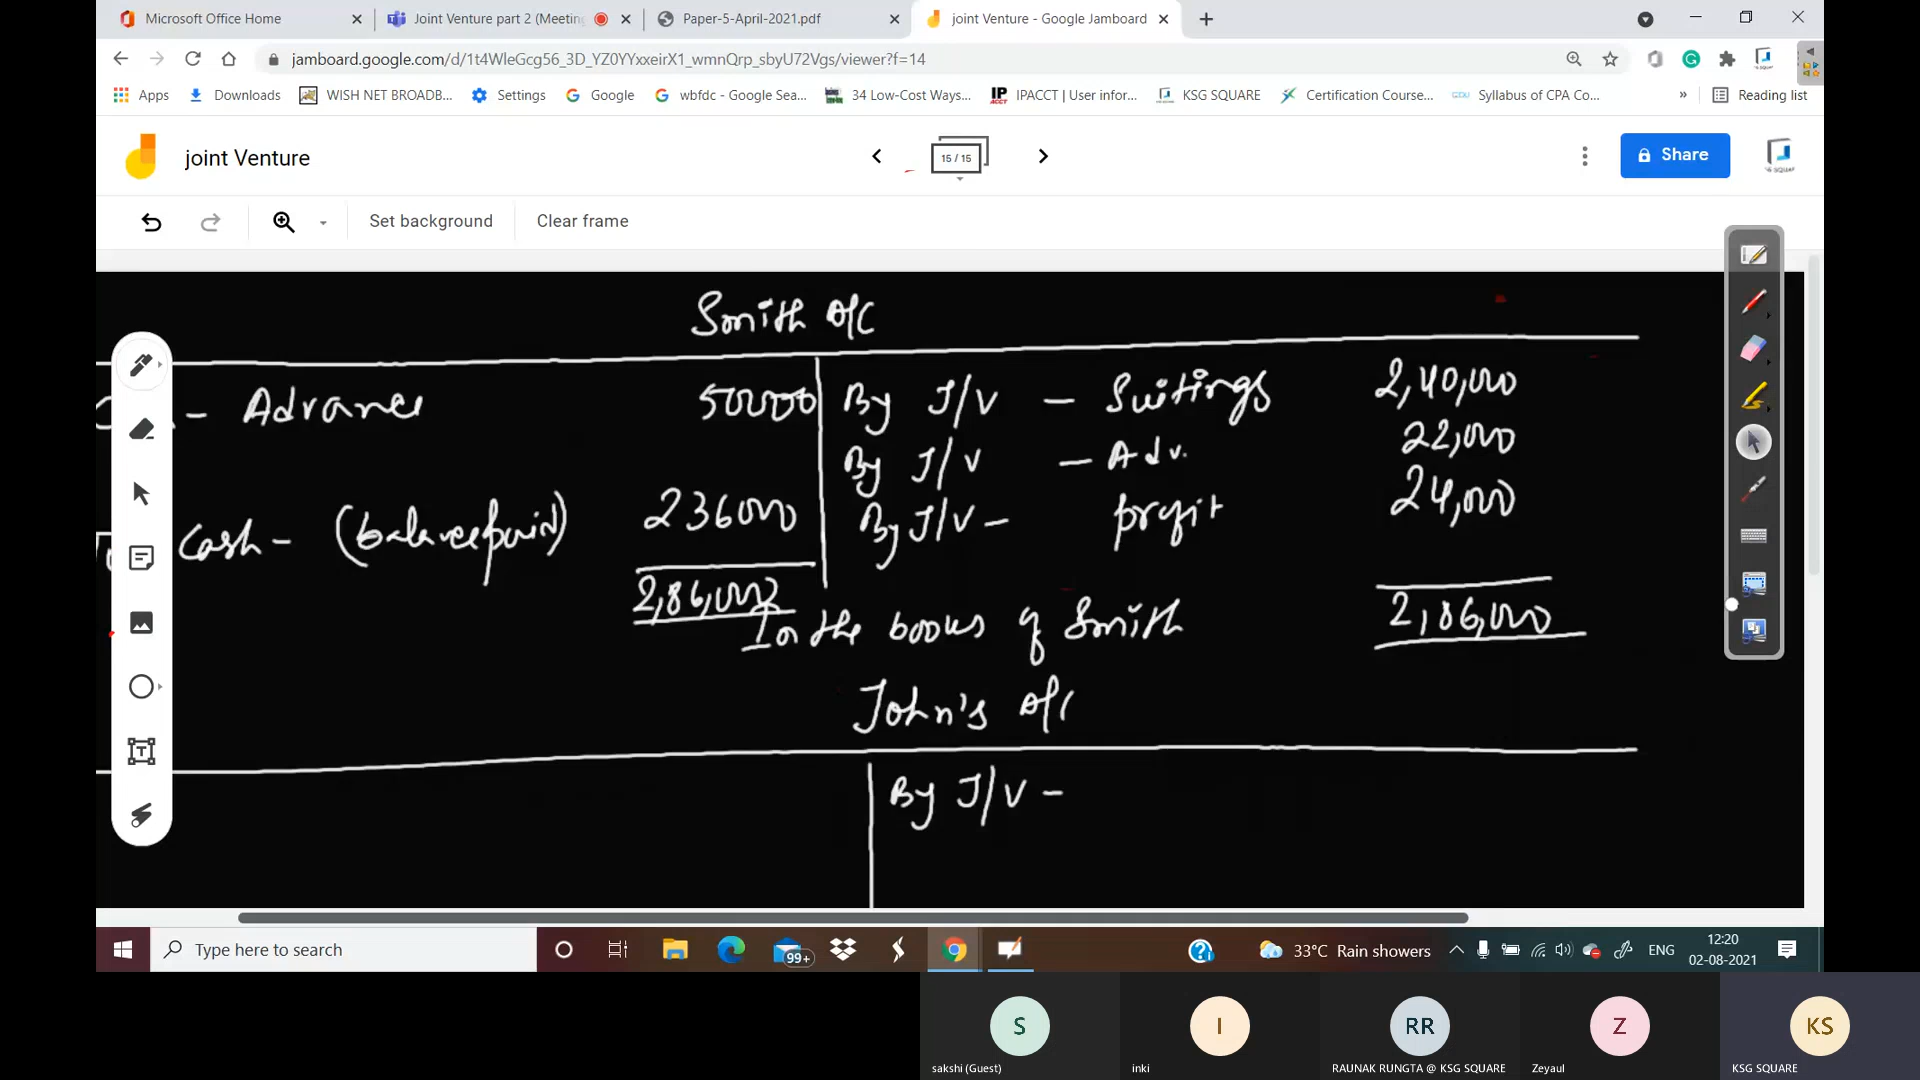 Microsoft Office Home
Joint Venture part 2 (Meetin
Paper-5-April-2021.pdf
joint Venture - Google Jamboard
jamboard.google.com/d/1t4WleGcg56_3D_YZ0YYxxeirX1_wmnQrp_sbyU72Vgs/viewer?f=14
Apps
Downloads
WISH NET BROADB...
Settings
Google
wbfdc - Google Sea...
34 Low-Cost Ways...
IPACCT | User infor...
KSG SQUARE
Certification Course...
Syllabus of CPA Co...
»
Reading list
joint Venture
15 / 15
Share
Set background
Clear frame
Smith A/C
- Advance 50000 By J/V - Suitings 2,40,000
By J/V - Adv. 22,000
Cash - (balance paid) 236000 By J/V - profit 24,000
2,86,000 2,86,000
In the books of Smith
John's A/C
By J/V -
Type here to search
99+
33°C Rain showers
ENG
12:20
02-08-2021
S
I
RR
Z
KS
sakshi (Guest)
inki
RAUNAK RUNGTA @ KSG SQUARE
Zeyaul
KSG SQUARE